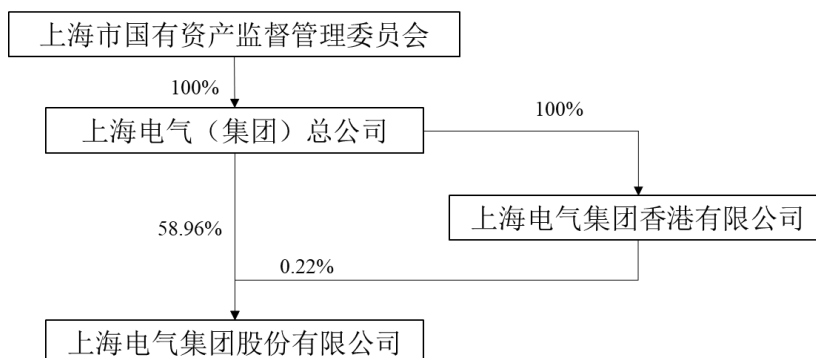 上海市国有资产监督管理委员会
100%
上海电气（集团）总公司
100%
上海电气集团香港有限公司
58.96%
0.22%
上海电气集团股份有限公司